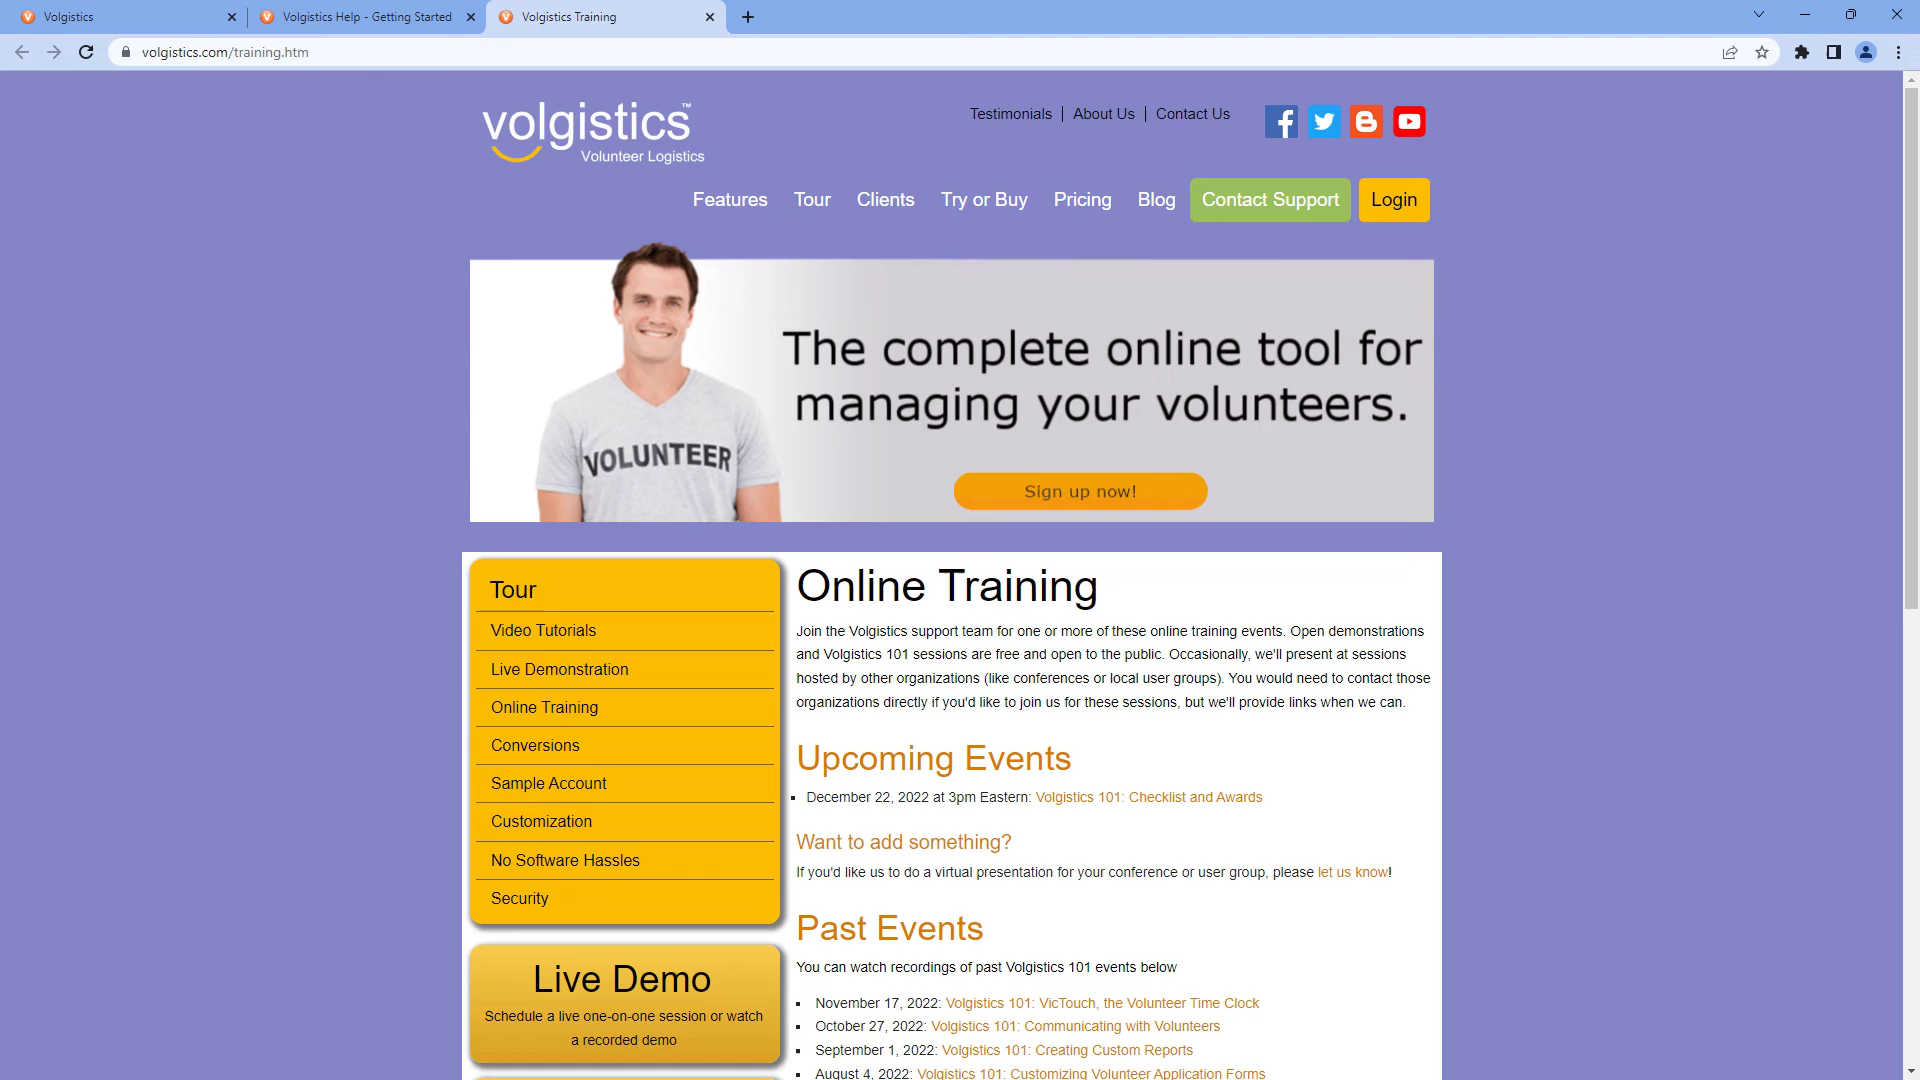 Volgistics
Volgistics Help - Getting Started
Volgistics Training
volgistics.com/training.htm
volgistics™
Volunteer Logistics
Testimonials | About Us | Contact Us
Features Tour Clients Try or Buy Pricing Blog Contact Support Login
VOLUNTEER
The complete online tool for
managing your volunteers.
Sign up now!
Tour
Video Tutorials
Live Demonstration
Online Training
Conversions
Sample Account
Customization
No Software Hassles
Security
Live Demo
Schedule a live one-on-one session or watch
a recorded demo
Online Training
Join the Volgistics support team for one or more of these online training events. Open demonstrations
and Volgistics 101 sessions are free and open to the public. Occasionally, we'll present at sessions
hosted by other organizations (like conferences or local user groups). You would need to contact those
organizations directly if you'd like to join us for these sessions, but we'll provide links when we can.
Upcoming Events
December 22, 2022 at 3pm Eastern: Volgistics 101: Checklist and Awards
Want to add something?
If you'd like us to do a virtual presentation for your conference or user group, please let us know!
Past Events
You can watch recordings of past Volgistics 101 events below
November 17, 2022: Volgistics 101: VicTouch, the Volunteer Time Clock
October 27, 2022: Volgistics 101: Communicating with Volunteers
September 1, 2022: Volgistics 101: Creating Custom Reports
August 4, 2022: Volgistics 101: Customizing Volunteer Application Forms